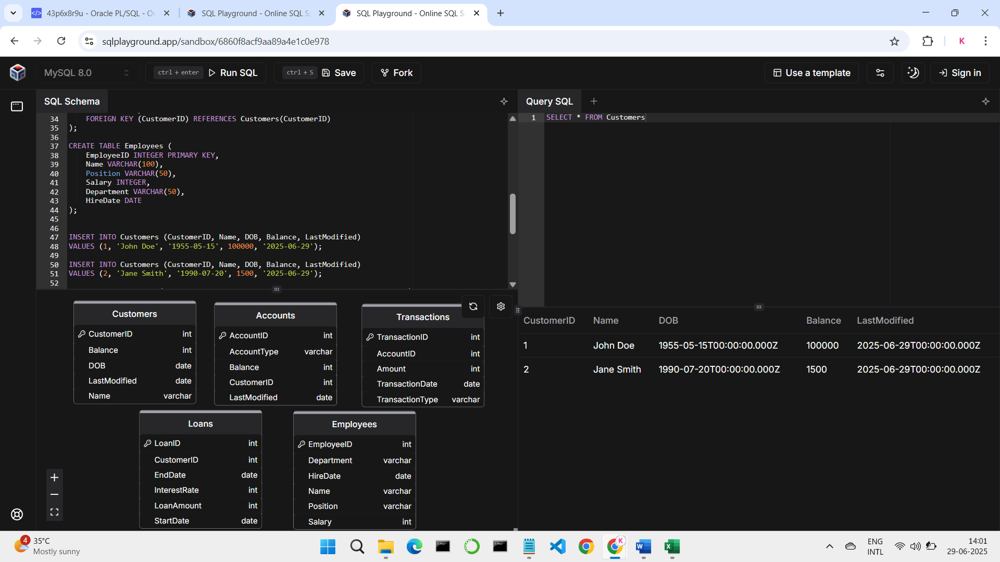 43p6x8r9u - Oracle PL/SQL - Or
SQL Playground - Online SQL S
SQL Playground - Online SQL S
sqlplayground.app/sandbox/6860f8acf9aa89a4e1c0e978
K
MySQL 8.0
ctrl + enter Run SQL
ctrl + S Save
Fork
Use a template
Sign in
SQL Schema
34 FOREIGN KEY (CustomerID) REFERENCES Customers(CustomerID)
35 );
36
37 CREATE TABLE Employees (
38 EmployeeID INTEGER PRIMARY KEY,
39 Name VARCHAR(100),
40 Position VARCHAR(50),
41 Salary INTEGER,
42 Department VARCHAR(50),
43 HireDate DATE
44 );
45
46
47 INSERT INTO Customers (CustomerID, Name, DOB, Balance, LastModified)
48 VALUES (1, 'John Doe', '1955-05-15', 100000, '2025-06-29');
49
50 INSERT INTO Customers (CustomerID, Name, DOB, Balance, LastModified)
51 VALUES (2, 'Jane Smith', '1990-07-20', 1500, '2025-06-29');
52
Customers
CustomerID int
Balance int
DOB date
LastModified date
Name varchar
Accounts
AccountID int
AccountType varchar
Balance int
CustomerID int
LastModified date
Transactions
TransactionID int
AccountID int
Amount int
TransactionDate date
TransactionType varchar
Loans
LoanID int
CustomerID int
EndDate date
InterestRate int
LoanAmount int
StartDate date
Employees
EmployeeID int
Department varchar
HireDate date
Name varchar
Position varchar
Salary int
Query SQL
1 SELECT * FROM Customers
CustomerID Name DOB Balance LastModified
1 John Doe 1955-05-15T00:00:00.000Z 100000 2025-06-29T00:00:00.000Z
2 Jane Smith 1990-07-20T00:00:00.000Z 1500 2025-06-29T00:00:00.000Z
4
35°C
Mostly sunny
K
W
X
ENG
INTL
14:01
29-06-2025